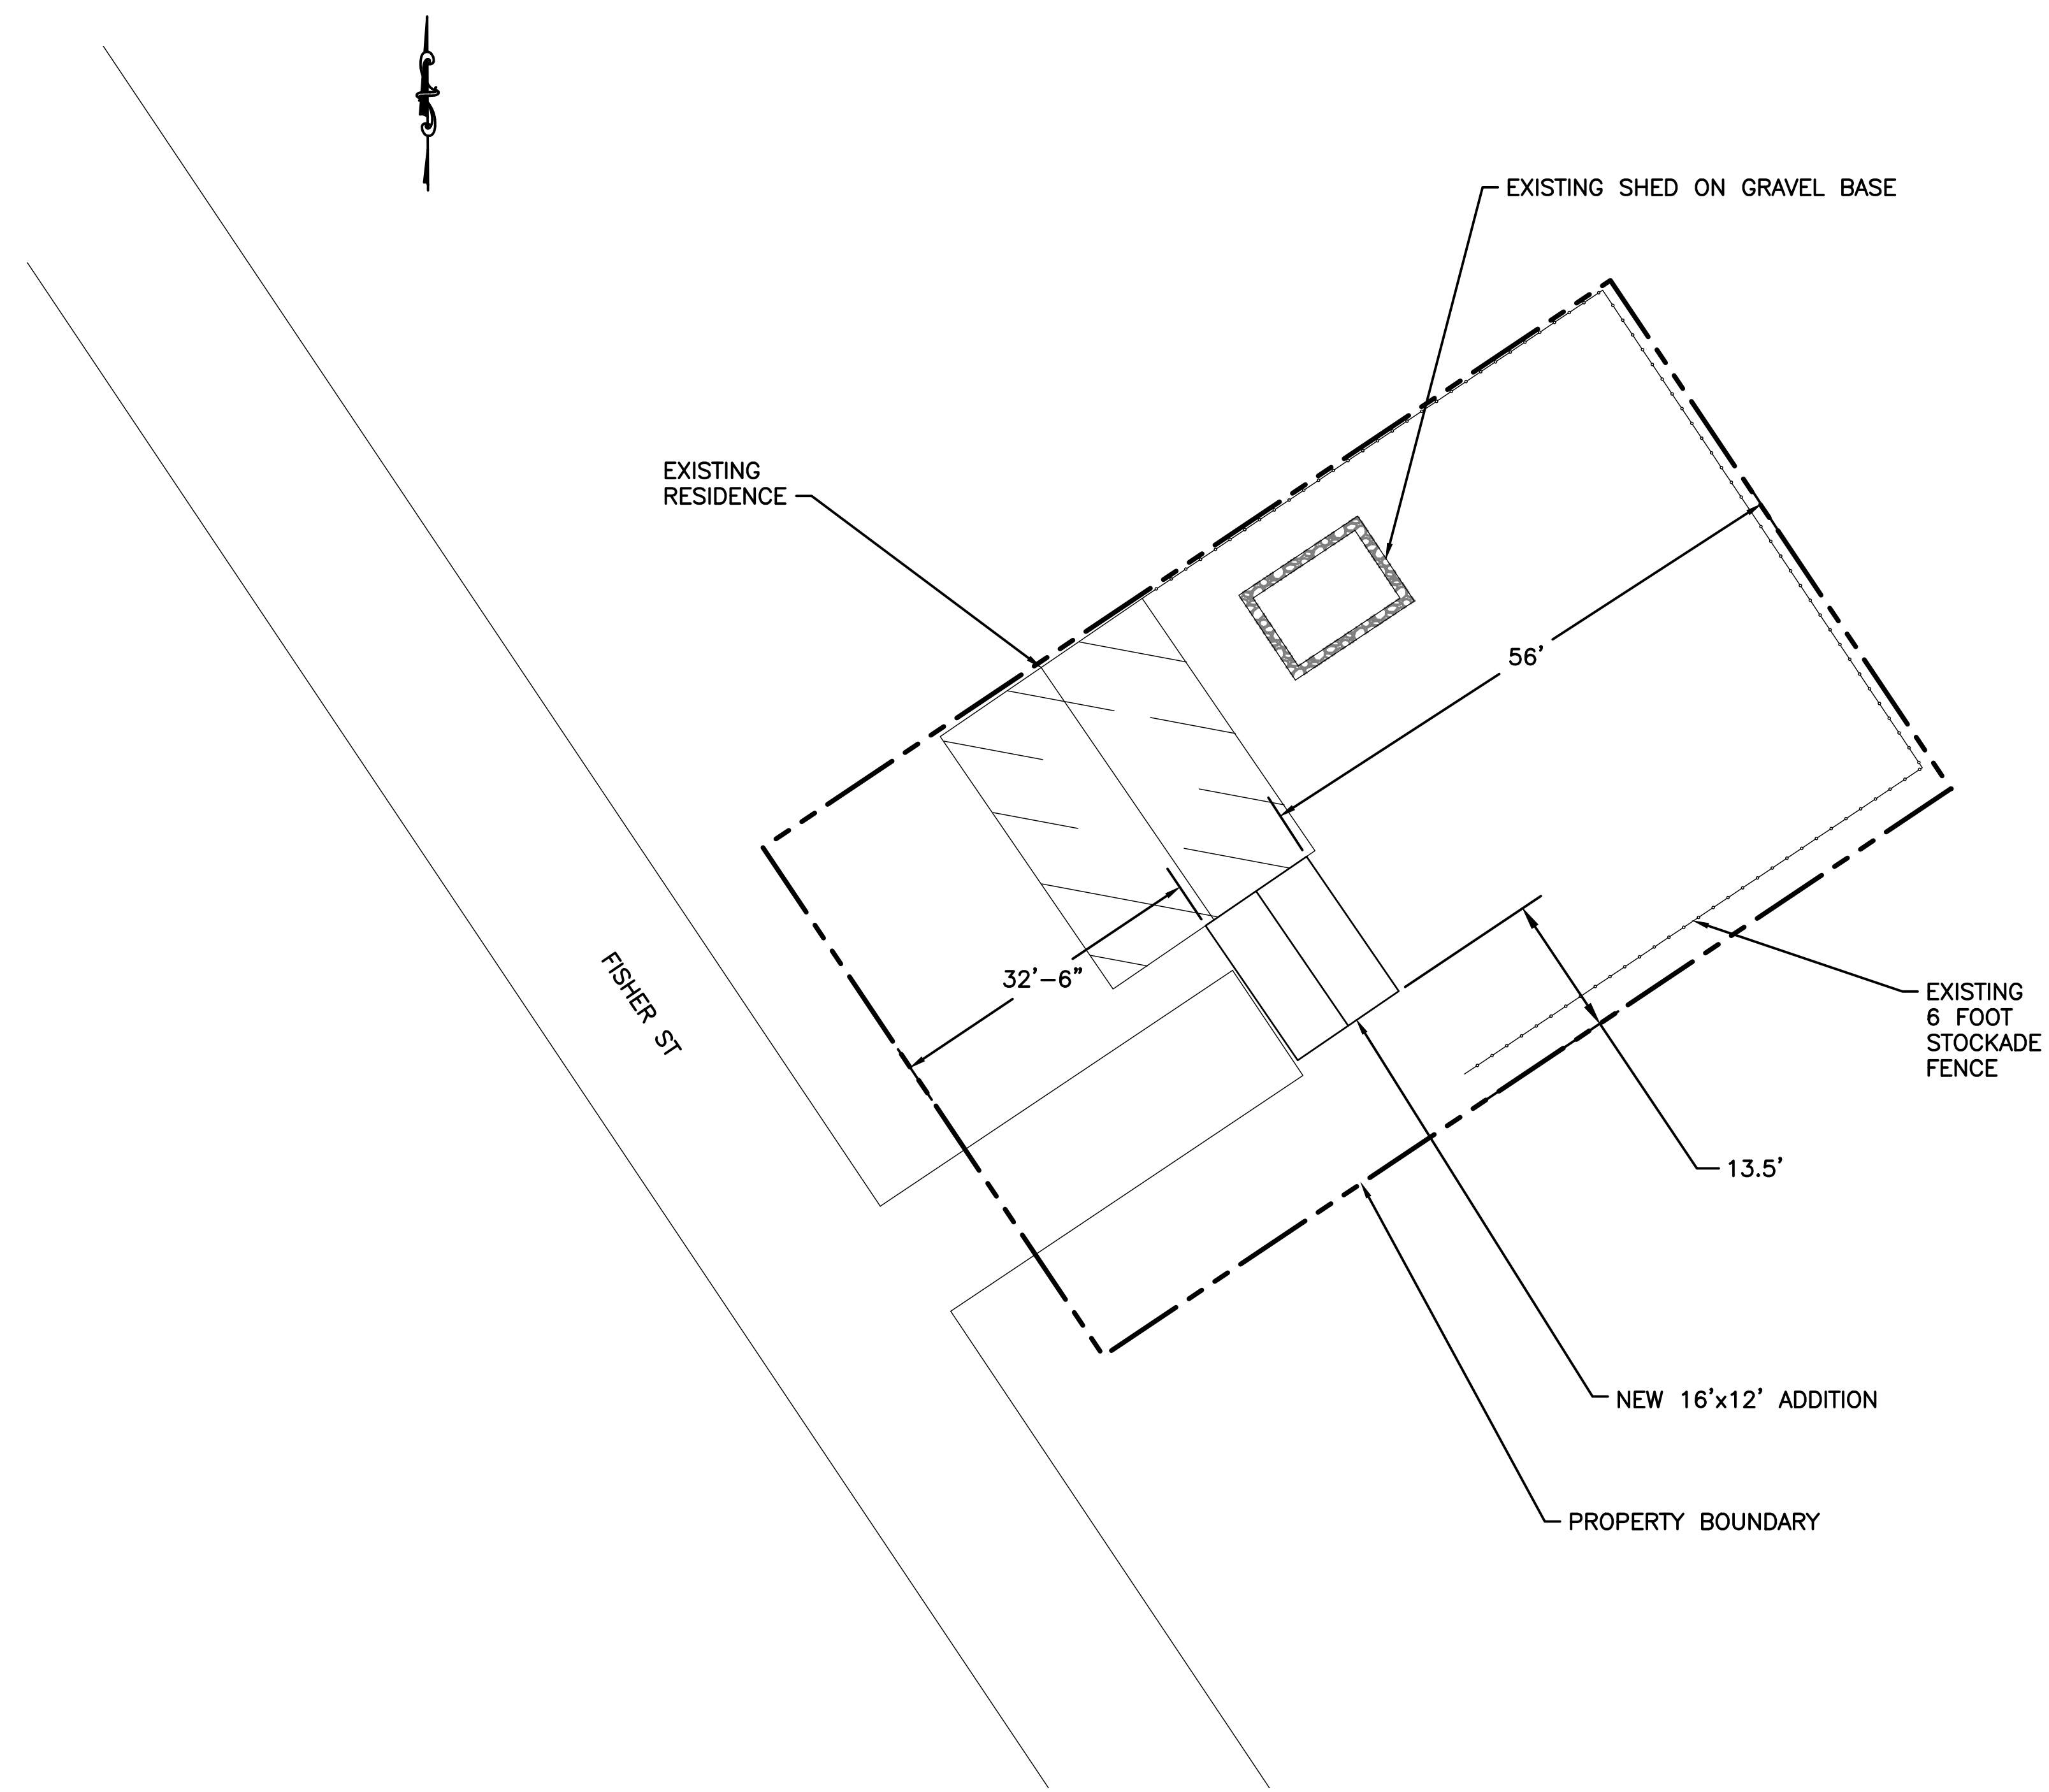 EXISTING SHED ON GRAVEL BASE
EXISTING
RESIDENCE
56’
32’-6”
FISHER ST
EXISTING
6 FOOT
STOCKADE
FENCE
13.5’
NEW 16’x12’ ADDITION
PROPERTY BOUNDARY